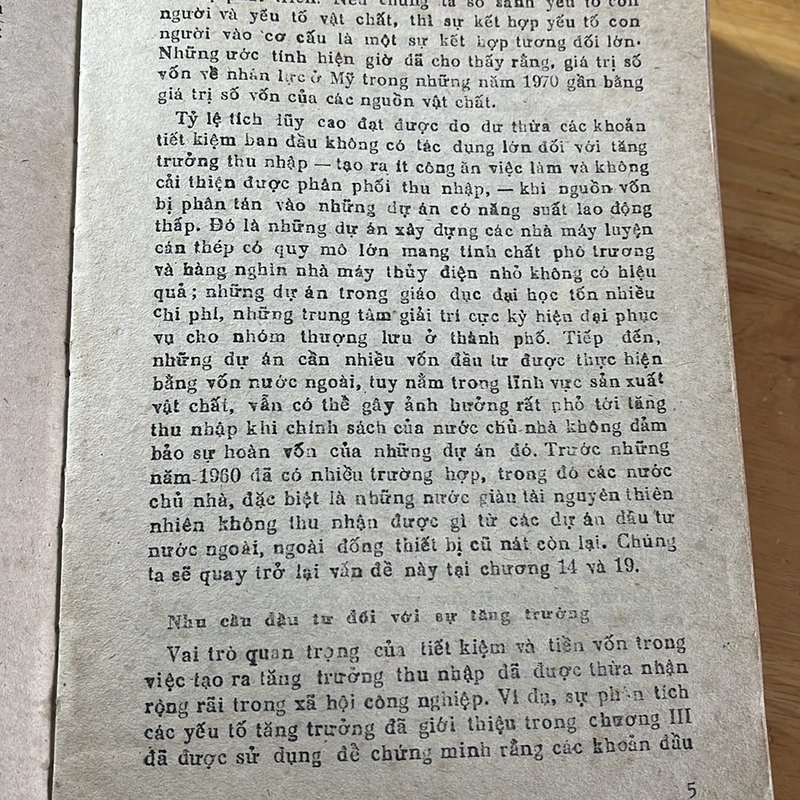 phát triển. Nếu chúng ta so sánh yếu tố con
người và yếu tố vật chất, thì sự kết hợp yếu tố con
người vào cơ cấu là một sự kết hợp tương đối lớn.
Những ước tính hiện giờ đã cho thấy rằng, giá trị số
vốn về nhân lực ở Mỹ trong những năm 1970 gần bằng
giá trị số vốn của các nguồn vật chất.
Tỷ lệ tích lũy cao đạt được do dư thừa các khoản
tiết kiệm ban đầu không có tác dụng lớn đối với tăng
trưởng thu nhập — tạo ra ít công ăn việc làm và không
cải thiện được phân phối thu nhập, — khi nguồn vốn
bị phân tán vào những dự án có năng suất lao động
thấp. Đó là những dự án xây dựng các nhà máy luyện
cán thép có quy mô lớn mang tính chất phô trương
và hàng nghìn nhà máy thủy điện nhỏ không có hiệu
quả ; những dự án trong giáo dục đại học tốn nhiều
chi phí, những trung tâm giải trí cực kỳ hiện đại phục
vụ cho nhóm thượng lưu ở thành phố. Tiếp đến,
những dự án cần nhiều vốn đầu tư được thực hiện
bằng vốn nước ngoài, tuy nằm trong lĩnh vực sản xuất
vật chất, vẫn có thể gây ảnh hưởng rất nhỏ tới tăng
thu nhập khi chính sách của nước chủ nhà không đảm
bảo sự hoàn vốn của những dự án đó. Trước những
năm 1960 đã có nhiều trường hợp, trong đó các nước
chủ nhà, đặc biệt là những nước giàu tài nguyên thiên
nhiên không thu nhận được gì từ các dự án đầu tư
nước ngoài, ngoài đống thiết bị cũ nát còn lại. Chúng
ta sẽ quay trở lại vấn đề này tại chương 14 và 19.
Nhu cầu đầu tư đối với sự tăng trưởng
Vai trò quan trọng của tiết kiệm và tiền vốn trong
việc tạo ra tăng trưởng thu nhập đã được thừa nhận
rộng rãi trong xã hội công nghiệp. Ví dụ, sự phân tích
các yếu tố tăng trưởng đã giới thiệu trong chương III
đã được sử dụng để chứng minh rằng các khoản đầu
5